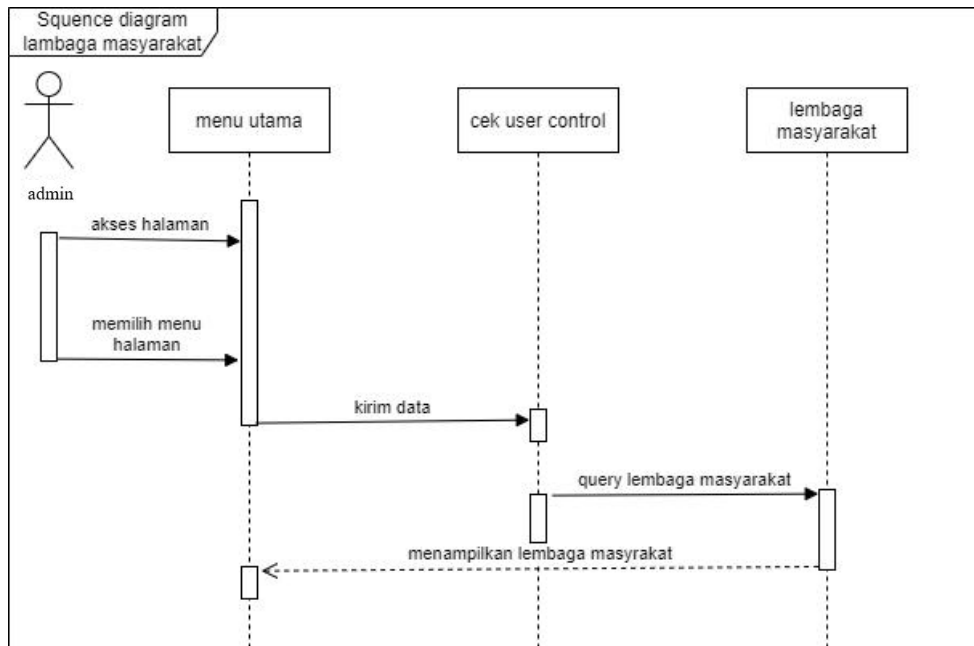 Squence diagram
lambaga masyarakat
admin
menu utama
cek user control
lembaga
masyarakat
akses halaman
memilih menu
halaman
kirim data
query lembaga masyarakat
menampilkan lembaga masyrakat